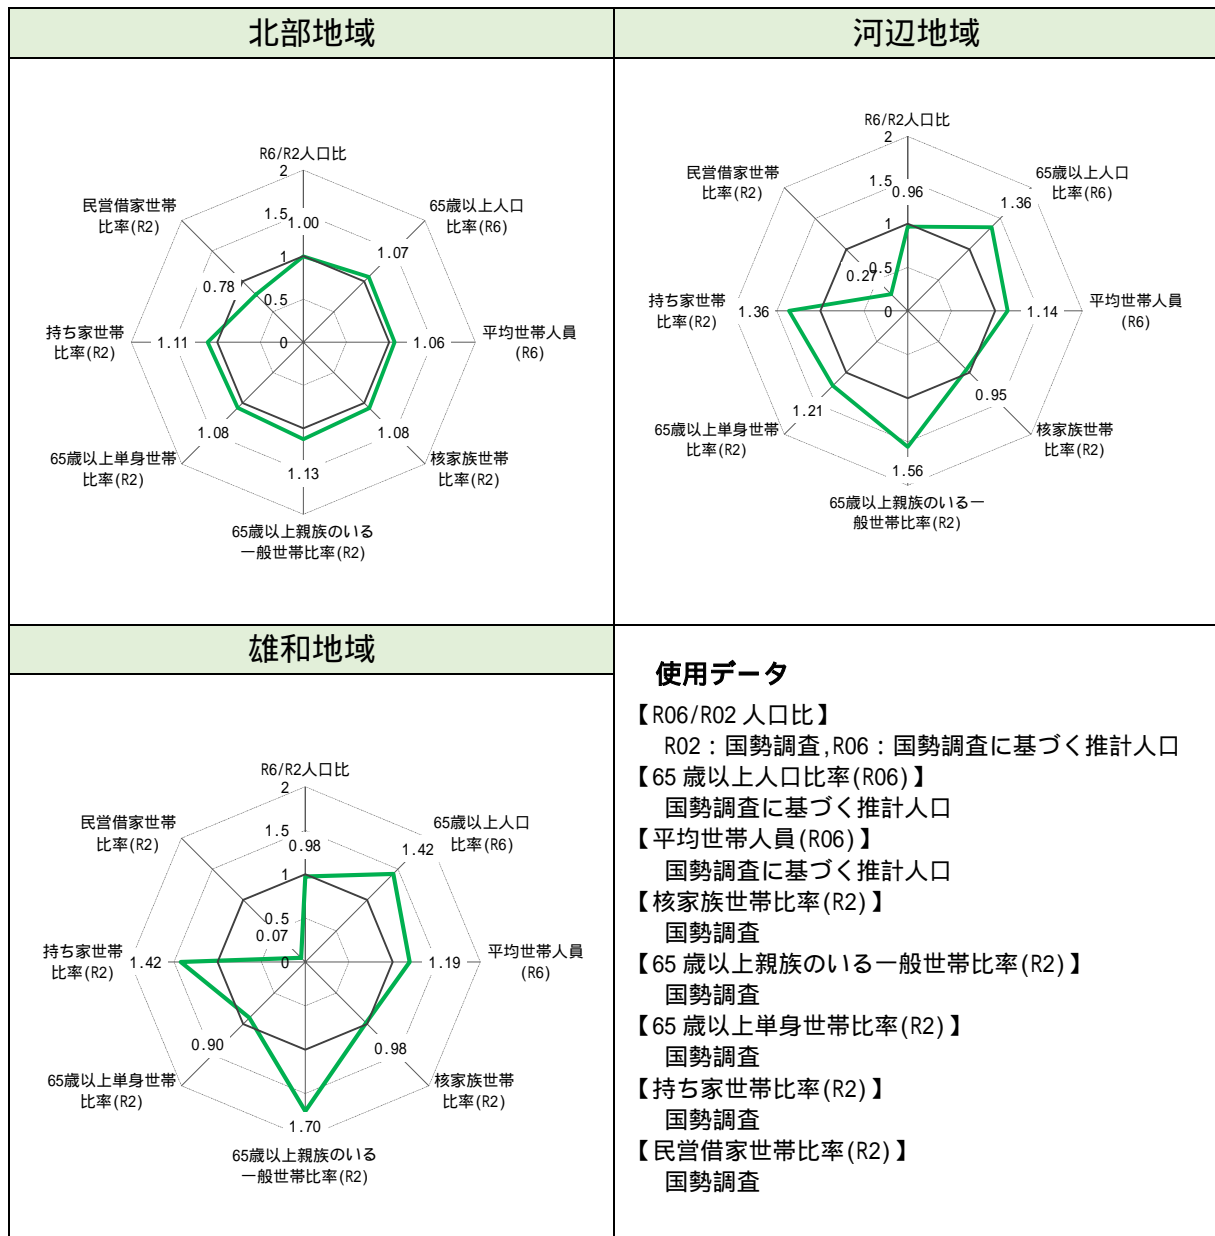 北部地域
R6/R2人口比
2
1.5
1.00
1
0.5
0
65歳以上人口
比率(R6)
1.07
平均世帯人員
(R6)
1.06
核家族世帯
比率(R2)
1.08
65歳以上親族のいる
一般世帯比率(R2)
1.13
65歳以上単身世帯
比率(R2)
1.08
持ち家世帯
比率(R2)
1.11
民営借家世帯
比率(R2)
0.78
河辺地域
R6/R2人口比
2
1.5
0.96
1
0.5
0
65歳以上人口
比率(R6)
1.36
平均世帯人員
(R6)
1.14
核家族世帯
比率(R2)
0.95
65歳以上親族のいる一
般世帯比率(R2)
1.56
65歳以上単身世帯
比率(R2)
1.21
持ち家世帯
比率(R2)
1.36
民営借家世帯
比率(R2)
0.27
雄和地域
R6/R2人口比
2
1.5
0.98
1
0.5
0
65歳以上人口
比率(R6)
1.42
平均世帯人員
(R6)
1.19
核家族世帯
比率(R2)
0.98
65歳以上親族のいる
一般世帯比率(R2)
1.70
65歳以上単身世帯
比率(R2)
0.90
持ち家世帯
比率(R2)
1.42
民営借家世帯
比率(R2)
0.07
使用データ
【R06/R02 人口比】
R02：国勢調査,R06：国勢調査に基づく推計人口
【65 歳以上人口比率(R06)】
国勢調査に基づく推計人口
【平均世帯人員(R06)】
国勢調査に基づく推計人口
【核家族世帯比率(R2)】
国勢調査
【65 歳以上親族のいる一般世帯比率(R2)】
国勢調査
【65 歳以上単身世帯比率(R2)】
国勢調査
【持ち家世帯比率(R2)】
国勢調査
【民営借家世帯比率(R2)】
国勢調査